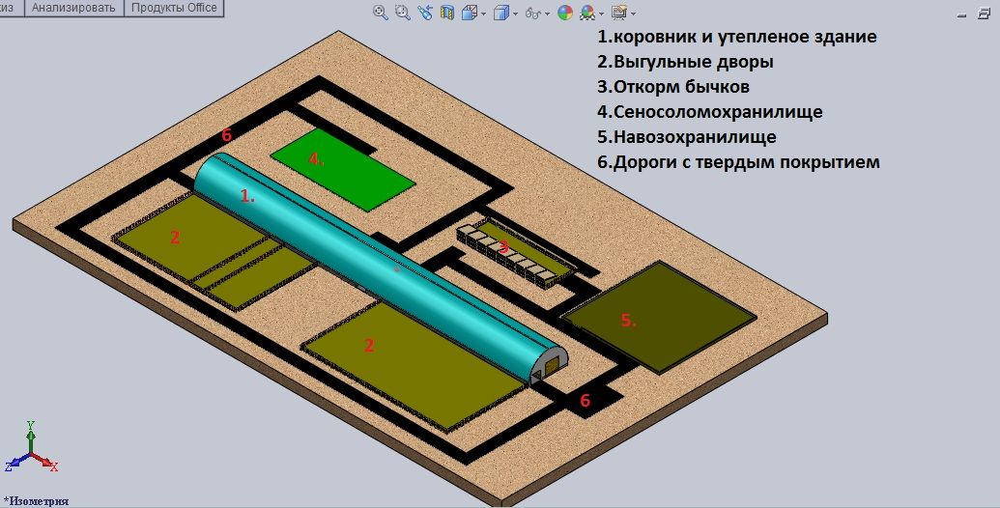 киз
Анализировать
Продукты Office
1.коровник и утепленое здание
2.Выгульные дворы
3.Откорм бычков
4.Сеносоломохранилище
5.Навозохранилище
6.Дороги с твердым покрытием
6
4.
1.
2
3
5.
2
6
Y
Z
X
*Изометрия